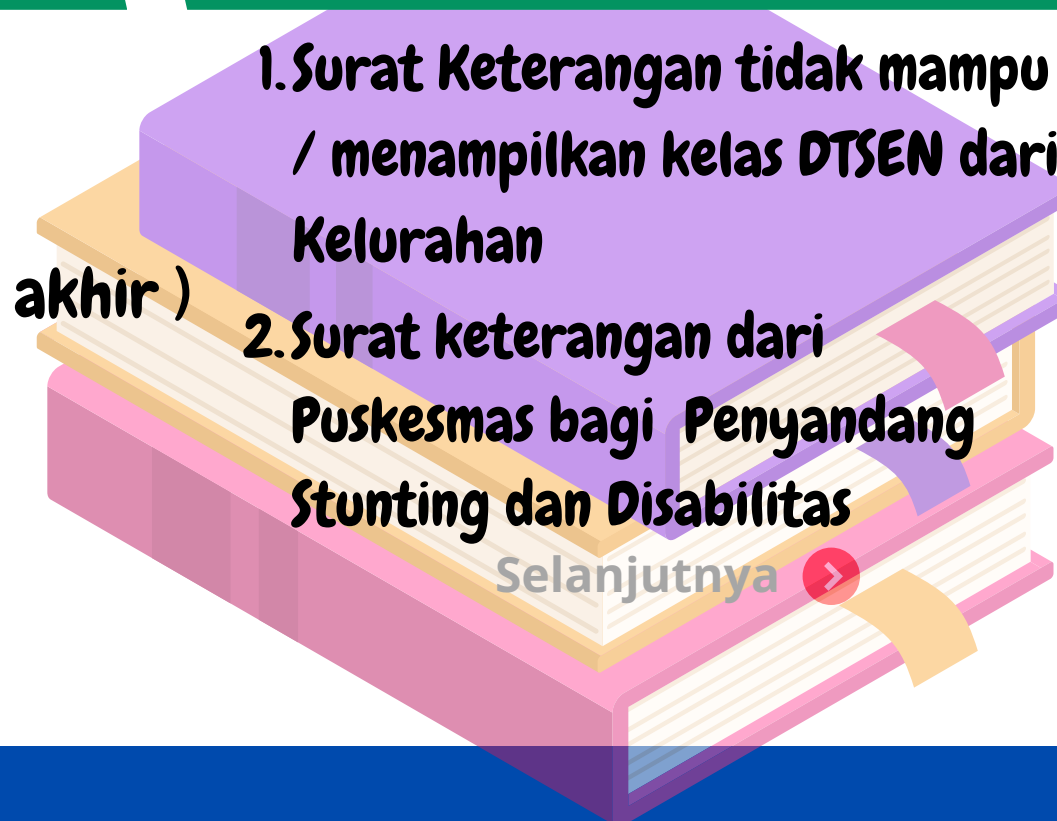 1. Surat Keterangan tidak mampu
/ menampilkan kelas DTSEN dari
Kelurahan
akhir )
2. Surat keterangan dari
Puskesmas bagi Penyandang
Stunting dan Disabilitas
Selanjutnya